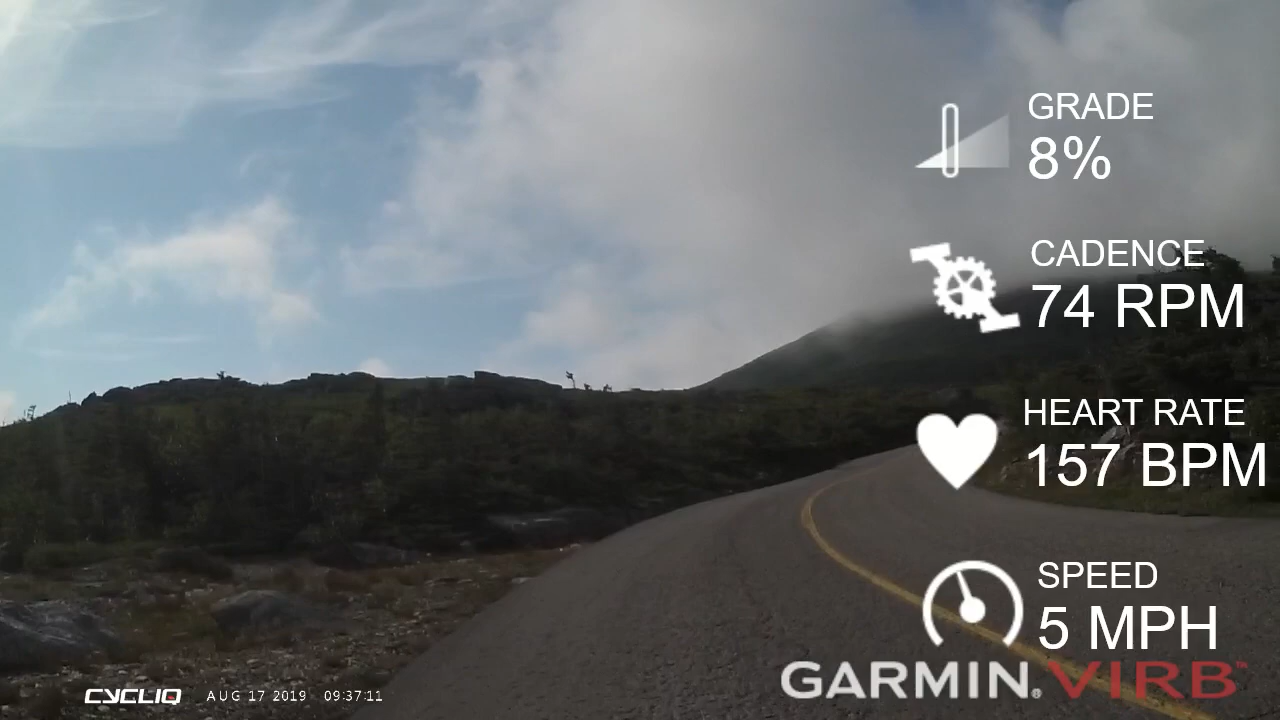 GRADE
8%
CADENCE
74 RPM
HEART RATE
157 BPM
SPEED
5 MPH
GARMIN® VIRB™
CYCLIQ AUG 17 2019 09:37:11